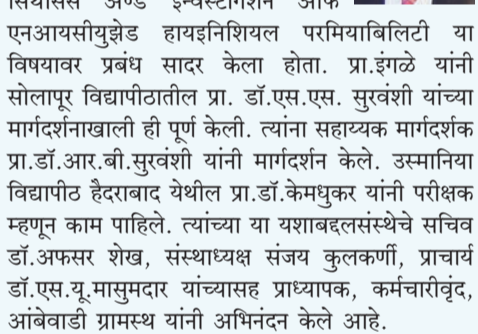 सिंथेसिस अँण्ड इन्वेस्टीगेशन ऑफ
एनआयसीयुझेड हायइनिशियल परमियाबिलिटी या
विषयावर प्रबंध सादर केला होता. प्रा.इंगळे यांनी
सोलापूर विद्यापीठातील प्रा. डॉ.एस.एस. सुरवंशी यांच्या
मार्गदर्शनाखाली ही पूर्ण केली. त्यांना सहाय्यक मार्गदर्शक
प्रा.डॉ.आर.बी.सुरवंशी यांनी मार्गदर्शन केले. उस्मानिया
विद्यापीठ हैदराबाद येथील प्रा.डॉ.केमधुकर यांनी परीक्षक
म्हणून काम पाहिले. त्यांच्या या यशाबद्दलसंस्थेचे सचिव
डॉ.अफसर शेख, संस्थाध्यक्ष संजय कुलकर्णी, प्राचार्य
डॉ.एस.यू.मासुमदार यांच्यासह प्राध्यापक, कर्मचारीवृंद,
आंबेवाडी ग्रामस्थ यांनी अभिनंदन केले आहे.